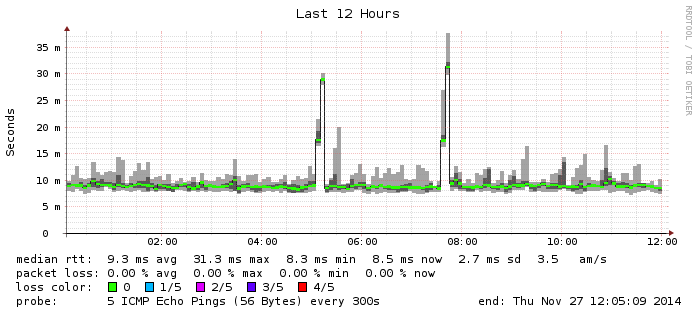 Last 12 Hours
RRDTOOL / TOBI OETIKER
Seconds
35 m
30 m
25 m
20 m
15 m
10 m
5 m
0
02:00 04:00 06:00 08:00 10:00 12:00
median rtt: 9.3 ms avg 31.3 ms max 8.3 ms min 8.5 ms now 2.7 ms sd 3.5 am/s
packet loss: 0.00 % avg 0.00 % max 0.00 % min 0.00 % now
loss color: 0 1/5 2/5 3/5 4/5
probe: 5 ICMP Echo Pings (56 Bytes) every 300s end: Thu Nov 27 12:05:09 2014